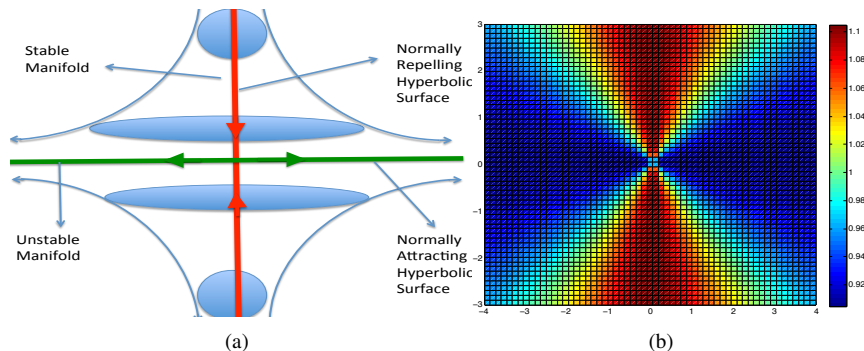 Stable
Manifold
Normally
Repelling
Hyperbolic
Surface
Unstable
Manifold
Normally
Attracting
Hyperbolic
Surface
(a)
3
2
1
0
−1
−2
−3
−4
−3
−2
−1
0
1
2
3
4
1.1
1.08
1.06
1.04
1.02
1
0.98
0.96
0.94
0.92
(b)